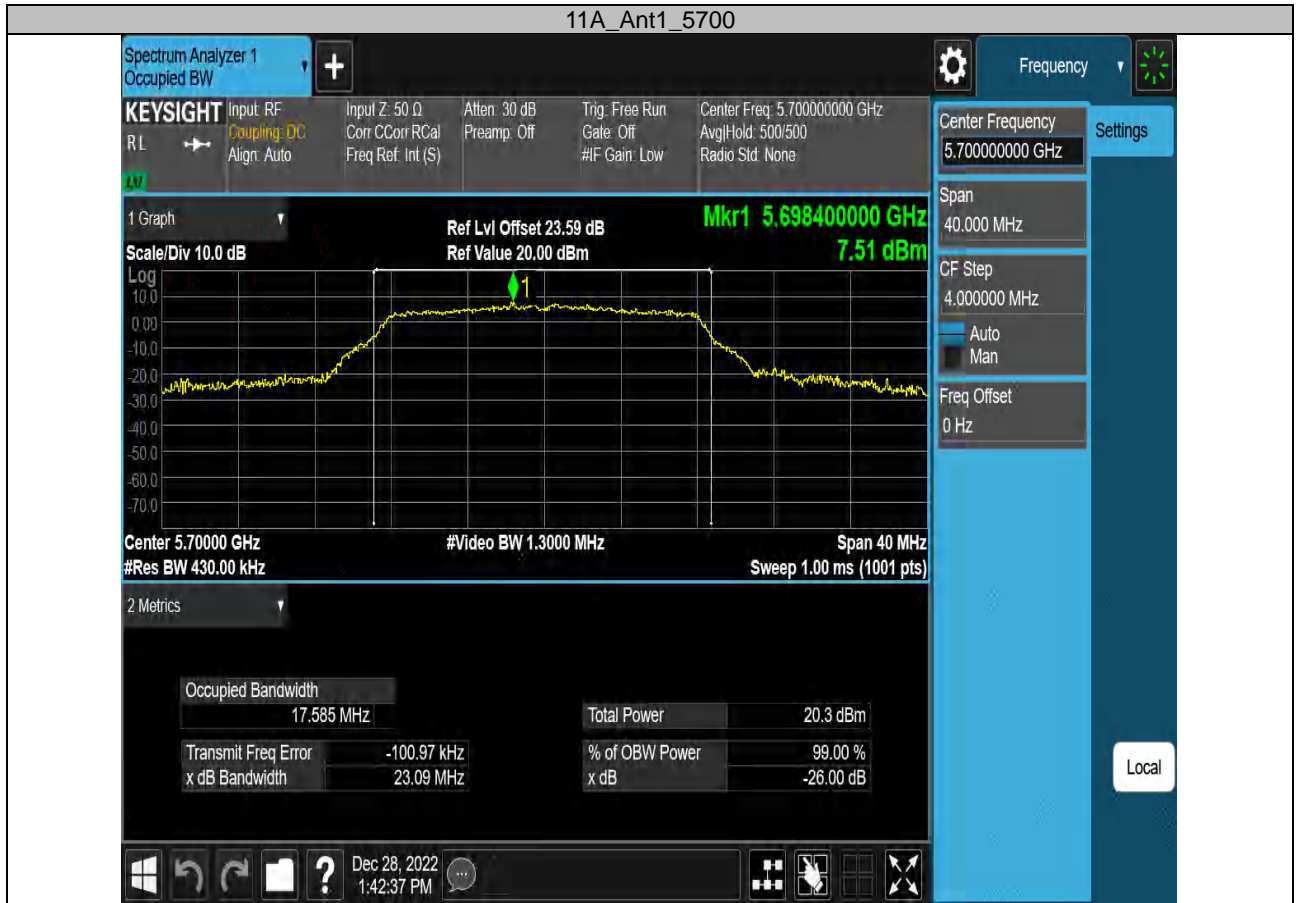 11A_Ant1_5700
Spectrum Analyzer 1
Occupied BW
Frequency
KEYSIGHT
RL
LXI
Input: RF
Coupling: DC
Align: Auto
Input Z: 50 Ω
Corr CCorr RCal
Freq Ref: Int (S)
Atten: 30 dB
Preamp: Off
Trig: Free Run
Gate: Off
#IF Gain: Low
Center Freq: 5.700000000 GHz
Avg|Hold: 500/500
Radio Std: None
Center Frequency
5.700000000 GHz
Settings
Span
40.000 MHz
CF Step
4.000000 MHz
Auto
Man
Freq Offset
0 Hz
Local
1 Graph
Scale/Div 10.0 dB
Ref Lvl Offset 23.59 dB
Ref Value 20.00 dBm
Mkr1 5.698400000 GHz
7.51 dBm
Log
10.0
0.00
-10.0
-20.0
-30.0
-40.0
-50.0
-60.0
-70.0
1
Center 5.70000 GHz
#Res BW 430.00 kHz
#Video BW 1.3000 MHz
Span 40 MHz
Sweep 1.00 ms (1001 pts)
2 Metrics
Occupied Bandwidth
17.585 MHz
Total Power 20.3 dBm
Transmit Freq Error -100.97 kHz
% of OBW Power 99.00 %
x dB Bandwidth 23.09 MHz
x dB -26.00 dB
?
Dec 28, 2022
1:42:37 PM